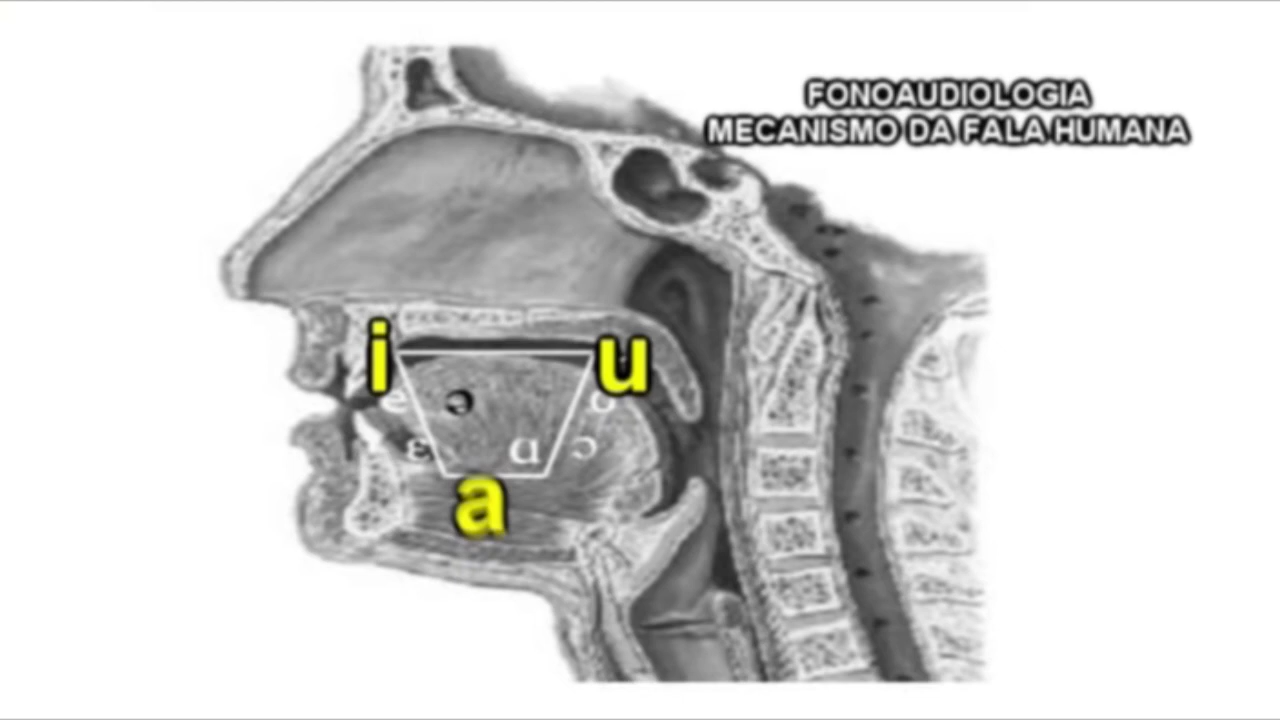 FONOAUDIOLOGIA
MECANISMO DA FALA HUMANA
i u
e ə o
ɛ ɒ ɔ
a